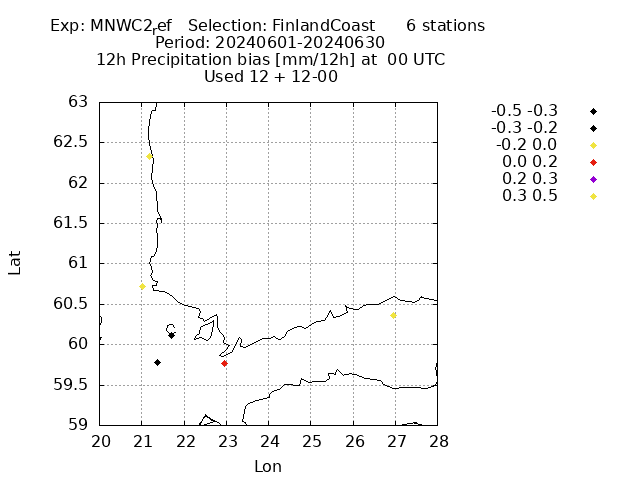 Exp: MNWC2ref Selection: FinlandCoast 6 stations
Period: 20240601-20240630
12h Precipitation bias [mm/12h] at 00 UTC
Used 12 + 12-00
-0.5 -0.3
-0.3 -0.2
-0.2 0.0
0.0 0.2
0.2 0.3
0.3 0.5
63
62.5
62
61.5
61
60.5
60
59.5
59
Lat
20 21 22 23 24 25 26 27 28
Lon